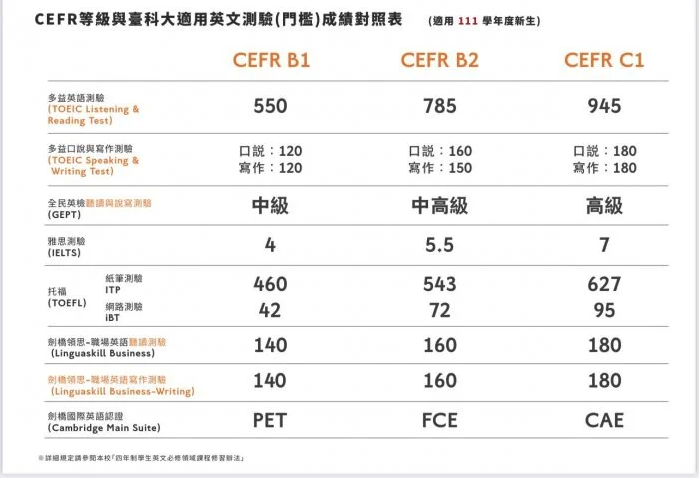 CEFR等級與臺科大適用英文測驗(門檻)成績對照表 (適用 111 學年度新生)
CEFR B1 CEFR B2 CEFR C1
多益英語測驗
(TOEIC Listening &
Reading Test)
550 785 945
多益口說與寫作測驗
(TOEIC Speaking &
Writing Test)
口説：120 口説：160 口説：180
寫作：120 寫作：150 寫作：180
全民英檢聽讀與說寫測驗
(GEPT)
中級 中高級 高級
雅思測驗
(IELTS)
4 5.5 7
托福
(TOEFL)
紙筆測驗
ITP
460 543 627
網路測驗
iBT
42 72 95
劍橋領思-職場英語聽讀測驗
(Linguaskill Business)
140 160 180
劍橋領思-職場英語寫作測驗
(Linguaskill Business-Writing)
140 160 180
劍橋國際英語認證
(Cambridge Main Suite)
PET FCE CAE
※詳細規定請參閱本校「四年制學生英文必修領域課程修習辦法」